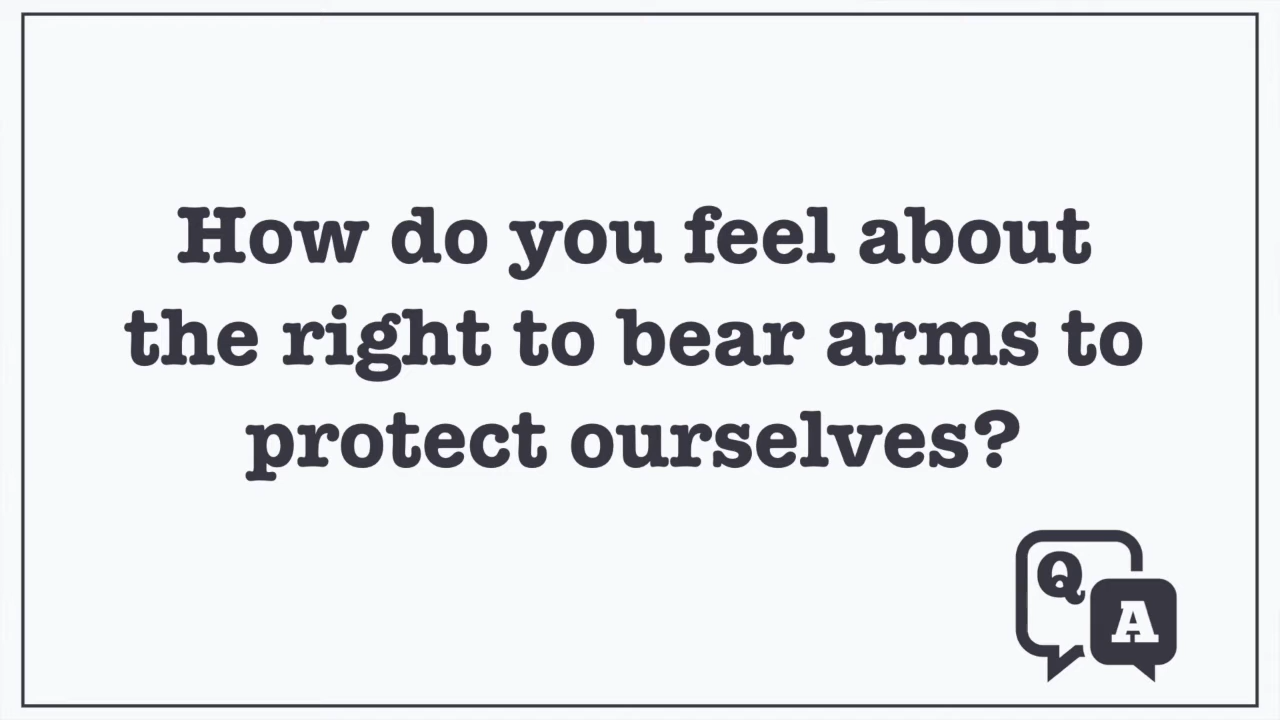 How do you feel about
the right to bear arms to
protect ourselves?
Q
A